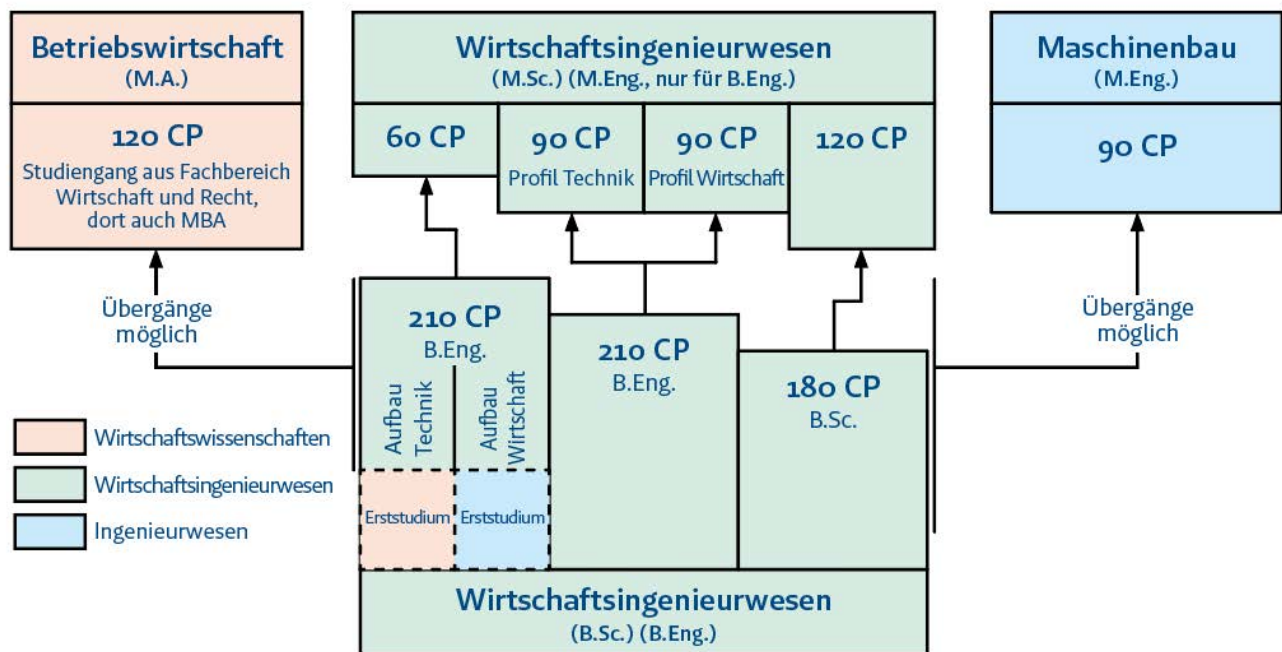 Betriebswirtschaft
(M.A.)
120 CP
Studiengang aus Fachbereich
Wirtschaft und Recht,
dort auch MBA
Wirtschaftsingenieurwesen
(M.Sc.) (M.Eng., nur für B.Eng.)
60 CP
90 CP
Profil Technik
90 CP
Profil Wirtschaft
120 CP
Maschinenbau
(M.Eng.)
90 CP
Übergänge
möglich
210 CP
B.Eng.
Aufbau
Technik
Aufbau
Wirtschaft
Erststudium
Erststudium
210 CP
B.Eng.
180 CP
B.Sc.
Übergänge
möglich
Wirtschaftswissenschaften
Wirtschaftsingenieurwesen
Ingenieurwesen
Wirtschaftsingenieurwesen
(B.Sc.) (B.Eng.)